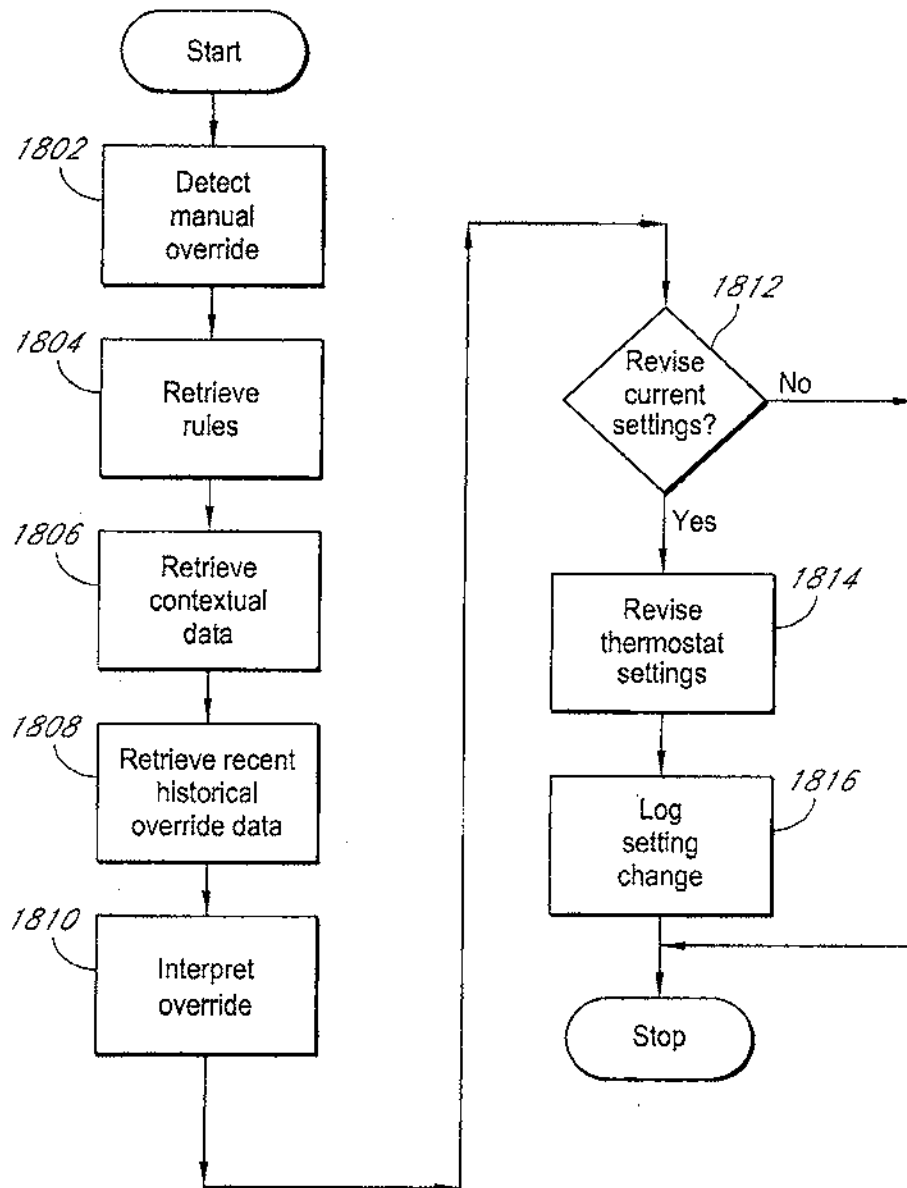 Start
1802
Detect
manual
override
1804
Retrieve
rules
1806
Retrieve
contextual
data
1808
Retrieve recent
historical
override data
1810
Interpret
override
1812
Revise
current
settings?
No
Yes
1814
Revise
thermostat
settings
1816
Log
setting
change
Stop